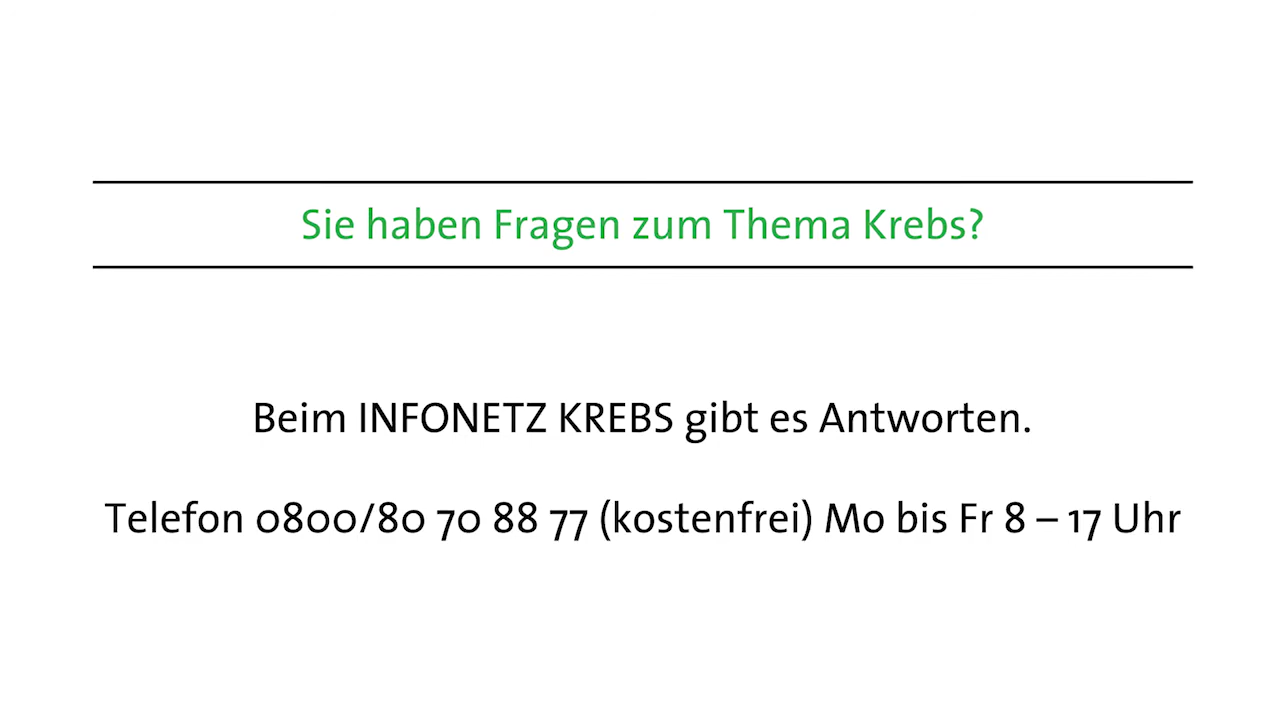 Sie haben Fragen zum Thema Krebs?
Beim INFONETZ KREBS gibt es Antworten.
Telefon 0800/80 70 88 77 (kostenfrei) Mo bis Fr 8 – 17 Uhr